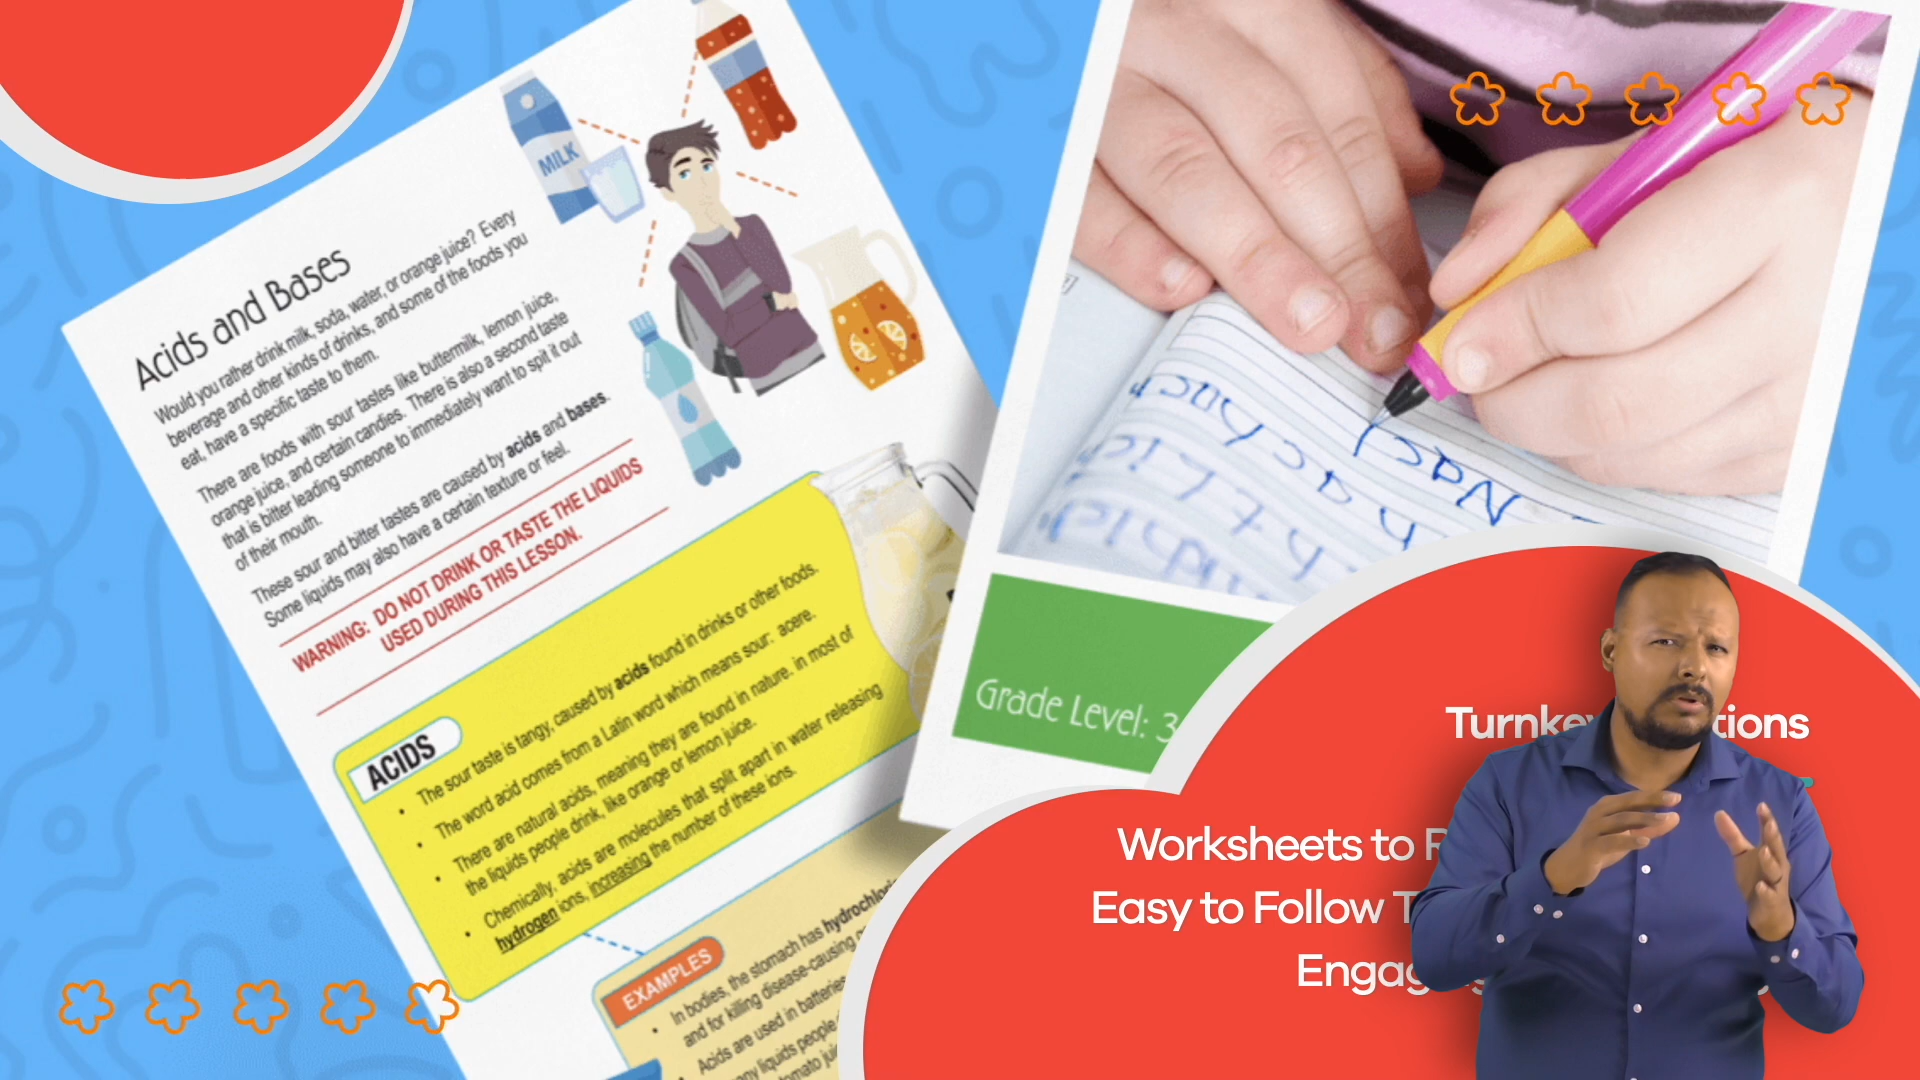 MILK
Acids and Bases
Would you rather drink milk, soda, water, or orange juice? Every
beverage and other kinds of drinks, and some of the foods you
eat, have a specific taste to them.
There are foods with sour tastes like buttermilk, lemon juice,
orange juice, and certain candies. There is also a second taste
that is bitter leading someone to immediately want to spit it out
of their mouth.
These sour and bitter tastes are caused by acids and bases.
Some liquids may also have a certain texture or feel.
WARNING: DO NOT DRINK OR TASTE THE LIQUIDS
USED DURING THIS LESSON.
ACIDS
• The sour taste is tangy, caused by acids found in drinks or other foods.
• The word acid comes from a Latin word which means sour: acere.
• There are natural acids, meaning they are found in nature. in most of
the liquids people drink, like orange or lemon juice.
• Chemically, acids are molecules that split apart in water releasing
hydrogen ions, increasing the number of these ions.
EXAMPLES
• In bodies, the stomach has
and for killing disease-causing
• Acids are used in batteries
liquids people
Grade Level: 3
Worksheets to
Easy to Follow